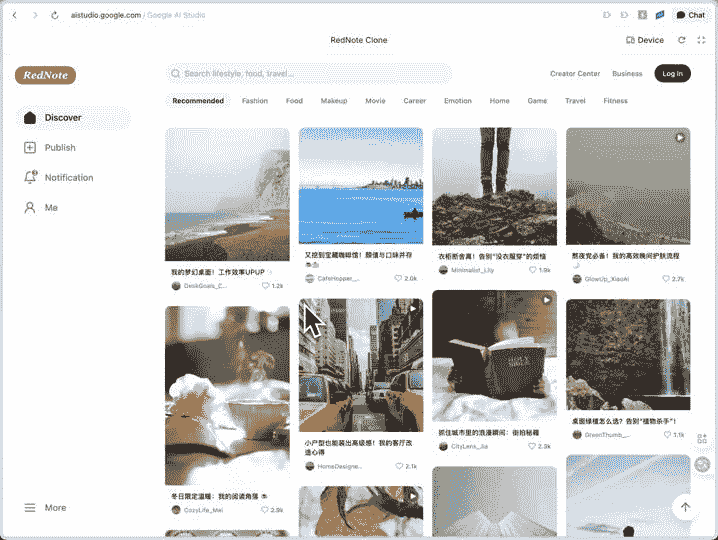 aistudio.google.com / Google AI Studio
Chat
RedNote Clone
Device
RedNote
Search lifestyle, food, travel...
Creator Center
Business
Log In
Recommended
Fashion
Food
Makeup
Movie
Career
Emotion
Home
Game
Travel
Fitness
Discover
Publish
Notification
Me
More
我的梦幻桌面！工作效率UPUP
DeskGoals_C...
1.2k
又挖到宝藏咖啡馆！颜值与口味并存
CafeHopper_...
2.0k
衣柜断舍离！告别"没衣服穿"的烦恼
Minimalist_Lily
1.9k
熬夜党必备！我的高效晚间护肤流程
GlowUp_XiaoAi
2.7k
冬日限定温暖：我的阅读角落
CozyLife_Mei
2.9k
小户型也能装出高级感！我的客厅改
造心得
HomeDesigne...
2.1k
HOLY
BIBLE
抓住城市里的浪漫瞬间：街拍秘籍
CityLens_Jia
2.3k
桌面绿植怎么选？告别"植物杀手"！
GreenThumb_...
1.1k